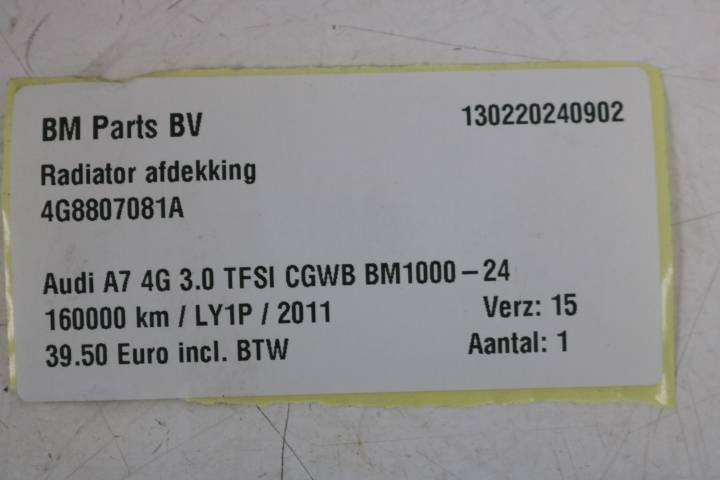 BM Parts BV 130220240902
Radiator afdekking
4G8807081A
Audi A7 4G 3.0 TFSI CGWB BM1000-24
160000 km / LY1P / 2011 Verz: 15
39.50 Euro incl. BTW Aantal: 1